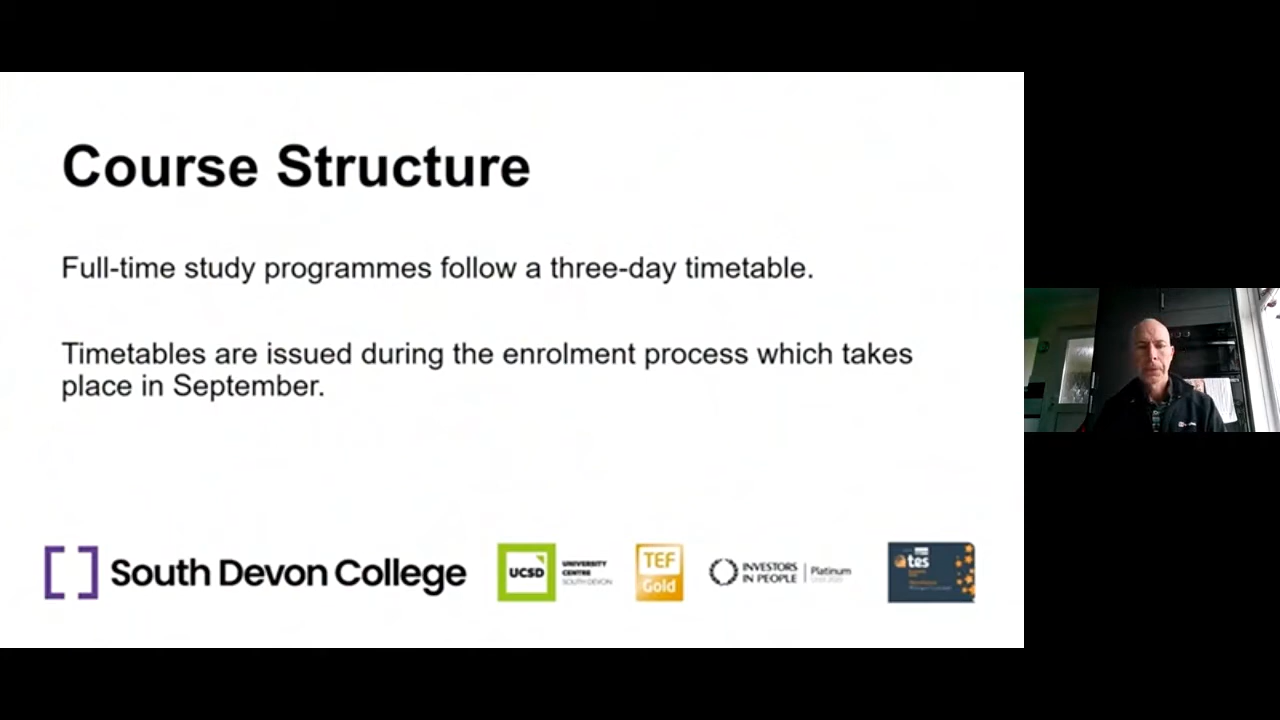 Course Structure
Full-time study programmes follow a three-day timetable.
Timetables are issued during the enrolment process which takes
place in September.
South Devon College
UCSD
UNIVERSITY
CENTRE
SOUTH DEVON
TEF
Gold
INVESTORS
IN PEOPLE
Platinum
tes